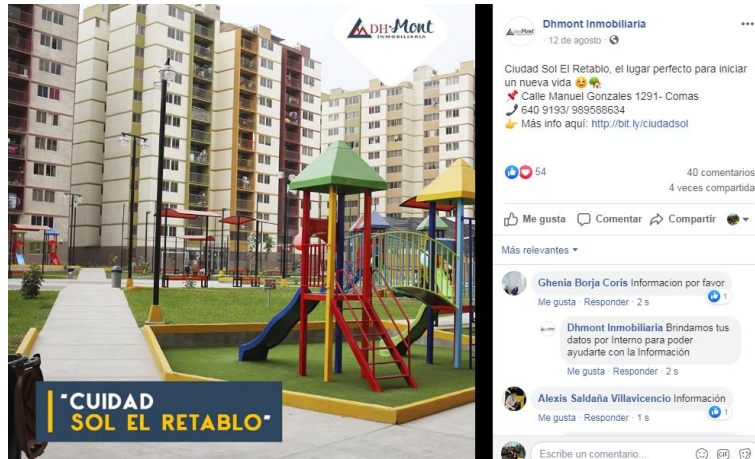 DH·Mont
INMOBILIARIA
"CUIDAD
SOL EL RETABLO"
Dhmont Inmobiliaria
12 de agosto ·
Ciudad Sol El Retablo, el lugar perfecto para iniciar
un nueva vida
Calle Manuel Gonzales 1291- Comas
640 9193/ 989588634
Más info aquí: http://bit.ly/ciudadsol
54
40 comentarios
4 veces compartida
Me gusta Comentar Compartir
Más relevantes
Ghenia Borja Coris Informacion por favor
1
Me gusta · Responder · 2 s
Dhmont Inmobiliaria Brindamos tus
datos por Interno para poder
ayudarte con la Información
Me gusta · Responder · 2 s
Alexis Saldaña Villavicencio Información
1
Me gusta · Responder · 1 s
Escribe un comentario...
GIF